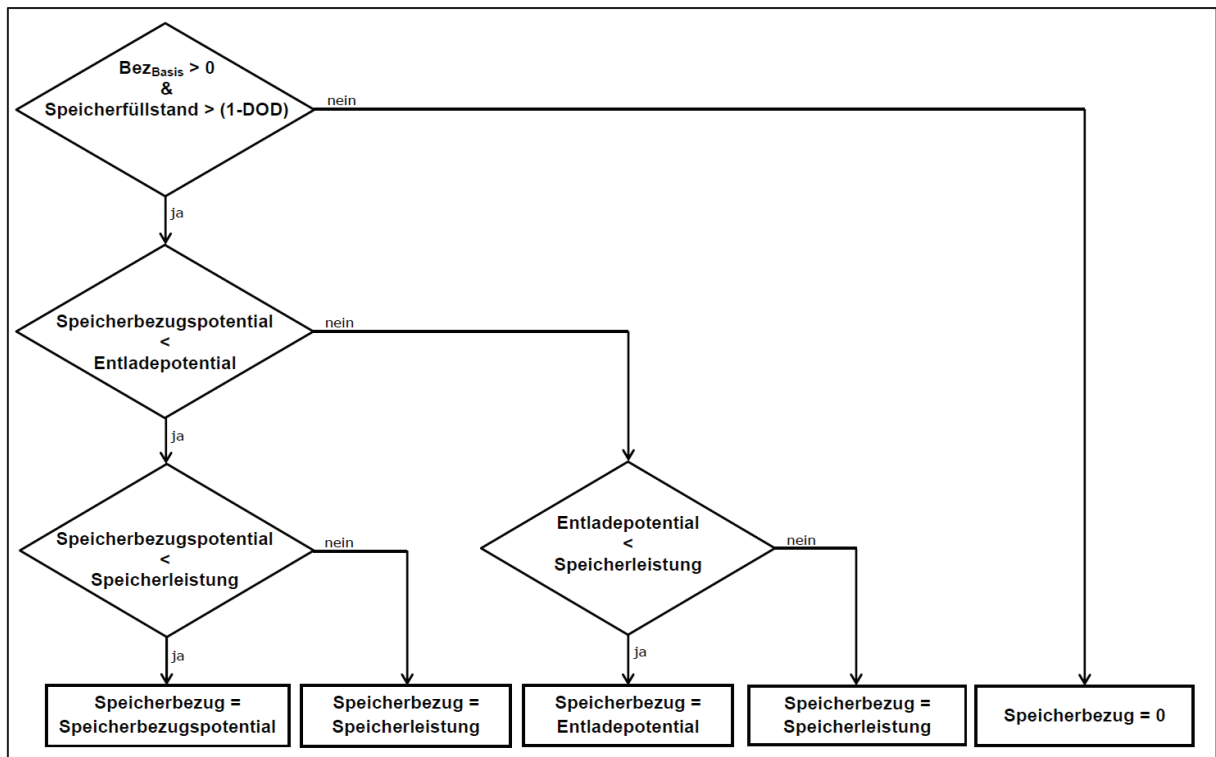 Bez_Basis > 0
&
Speicherfüllstand > (1-DOD)
nein
ja
Speicherbezugspotential
<
Entladepotential
nein
ja
Speicherbezugspotential
<
Speicherleistung
nein
ja
Entladepotential
<
Speicherleistung
nein
ja
Speicherbezug =
Speicherbezugspotential
Speicherbezug =
Speicherleistung
Speicherbezug =
Entladepotential
Speicherbezug =
Speicherleistung
Speicherbezug = 0